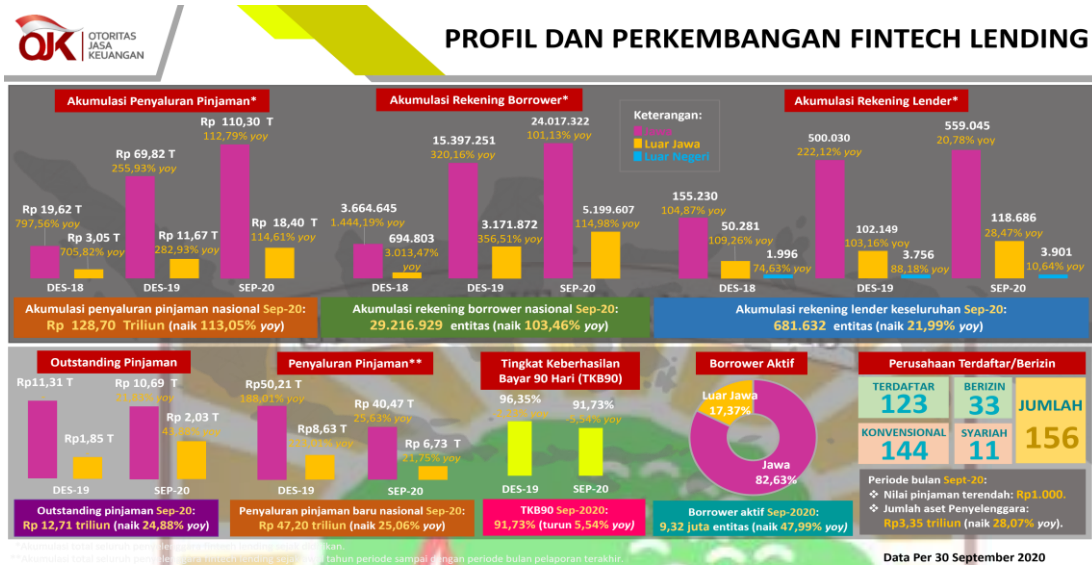 OJK
OTORITAS
JASA
KEUANGAN
PROFIL DAN PERKEMBANGAN FINTECH LENDING
Akumulasi Penyaluran Pinjaman*
Rp 19,62 T
797,56% yoy
Rp 3,05 T
705,82% yoy
DES-18
Rp 69,82 T
255,93% yoy
Rp 11,67 T
282,93% yoy
DES-19
Rp 110,30 T
112,79% yoy
Rp 18,40 T
114,61% yoy
SEP-20
Akumulasi penyaluran pinjaman nasional Sep-20:
Rp 128,70 Triliun (naik 113,05% yoy)
Akumulasi Rekening Borrower*
3.664.645
1.444,19% yoy
694.803
3.013,47%
yoy
DES-18
15.397.251
320,16% yoy
3.171.872
356,51% yoy
DES-19
24.017.322
101,13% yoy
5.199.607
114,98% yoy
SEP-20
Akumulasi rekening borrower nasional Sep-20:
29.216.929 entitas (naik 103,46% yoy)
Keterangan:
Jawa
Luar Jawa
Luar Negeri
Akumulasi Rekening Lender*
155.230
104,87% yoy
50.281
109,26% yoy
1.996
74,63% yoy
DES-18
500.030
222,12% yoy
102.149
103,16% yoy
3.756
88,18% yoy
DES-19
559.045
20,78% yoy
118.686
28,47% yoy
3.901
10,64% yoy
SEP-20
Akumulasi rekening lender keseluruhan Sep-20:
681.632 entitas (naik 21,99% yoy)
Outstanding Pinjaman
Rp11,31 T
Rp1,85 T
DES-19
Rp 10,69 T
Rp 2,03 T
SEP-20
Outstanding pinjaman Sep-20:
Rp 12,71 triliun (naik 24,88% yoy)
Penyaluran Pinjaman**
Rp50,21 T
188,01% yoy
Rp8,63 T
DES-19
Rp 40,47 T
25,63% yoy
Rp 6,73 T
21,75% yoy
SEP-20
Penyaluran pinjaman baru nasional Sep-20:
Rp 47,20 triliun (naik 25,06% yoy)
Tingkat Keberhasilan
Bayar 90 Hari (TKB90)
96,35%
DES-19
91,73%
-5,54% yoy
SEP-20
TKB90 Sep-2020:
91,73% (turun 5,54% yoy)
Borrower Aktif
Luar Jawa
17,37%
Jawa
82,63%
Borrower aktif Sep-2020:
9,32 juta entitas (naik 47,99% yoy)
Perusahaan Terdaftar/Berizin
TERDAFTAR
123
BERIZIN
33
KONVENSIONAL
144
SYARIAH
11
JUMLAH
156
Periode bulan Sept-20:
❖ Nilai pinjaman terendah: Rp1.000.
❖ Jumlah aset Penyelenggara:
Rp3,35 triliun (naik 28,07% yoy).
tahun periode sampai dengan periode bulan pelaporan terakhir.
Data Per 30 September 2020